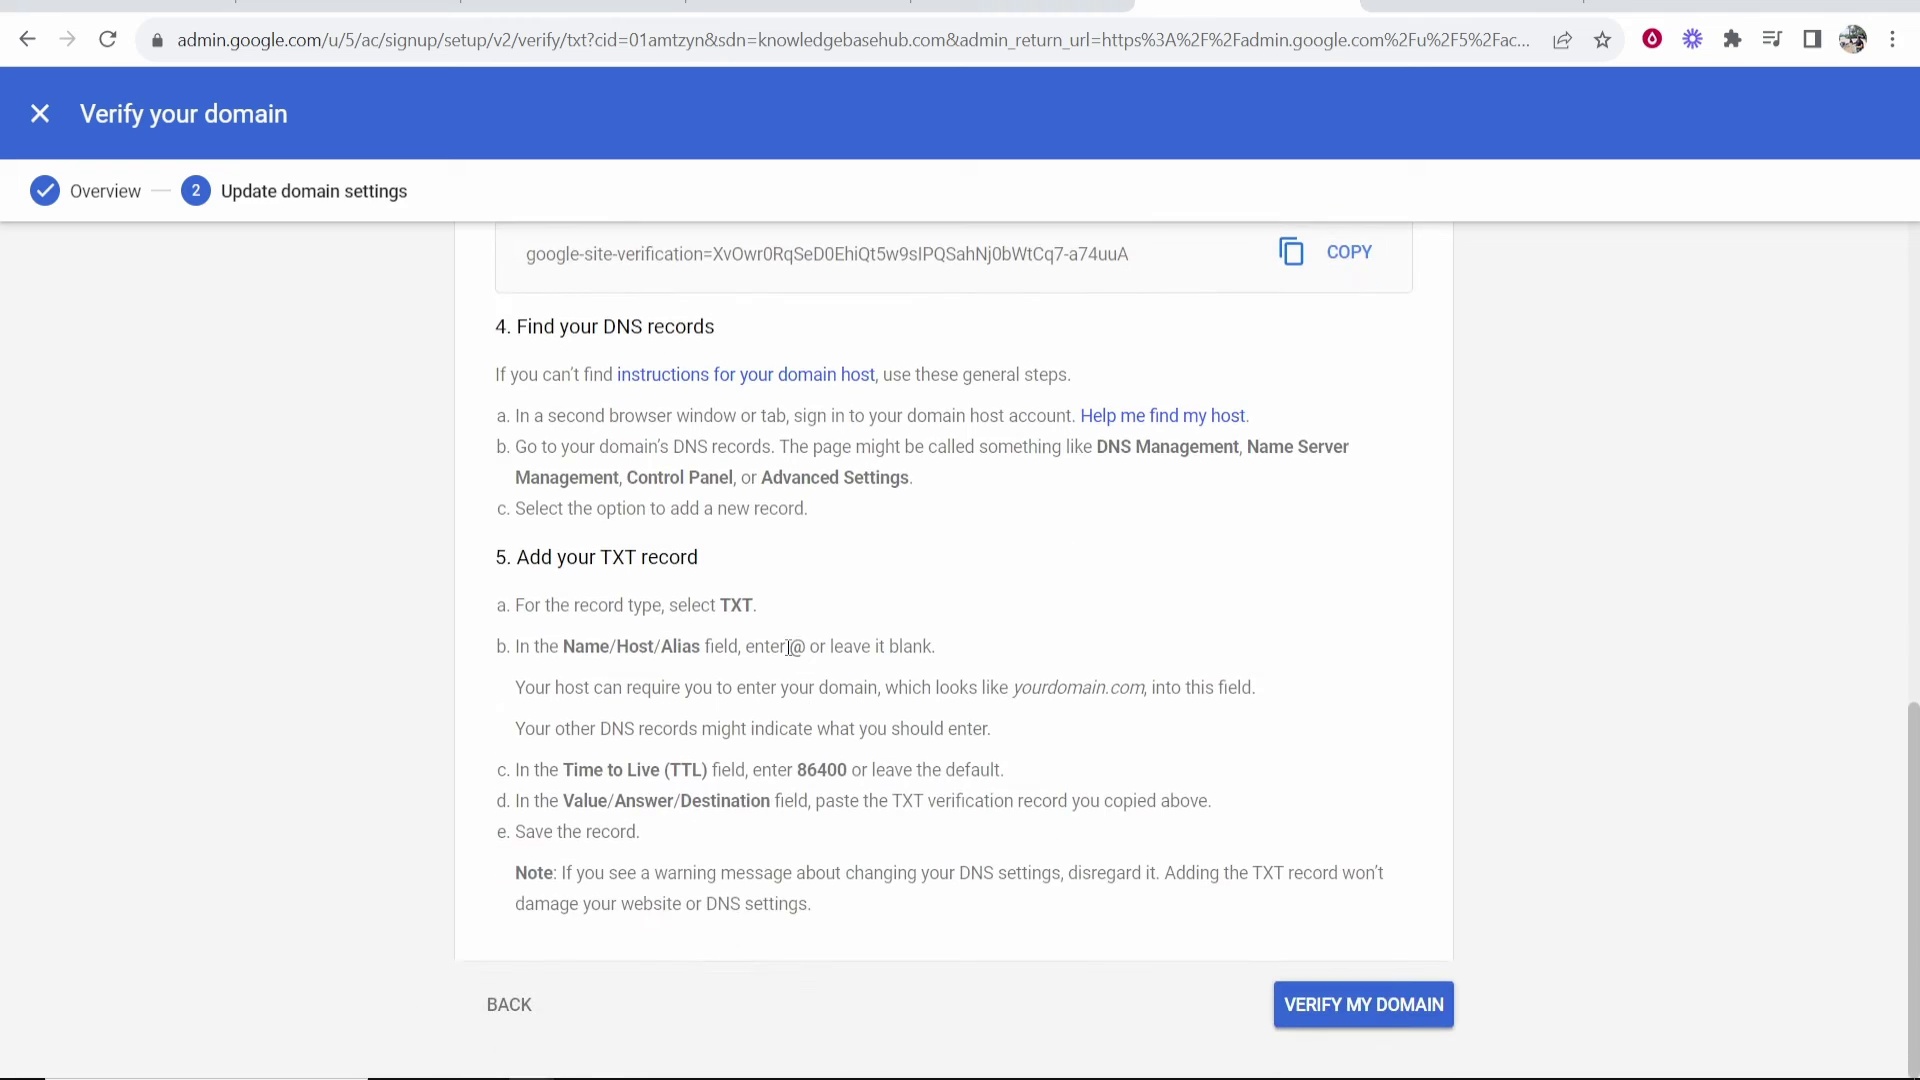 admin.google.com/u/5/ac/signup/setup/v2/verify/txt?cid=01amtzyn&sdn=knowledgebasehub.com&admin_return_url=https%3A%2F%2Fadmin.google.com%2Fu%2F5%2Fac...
Verify your domain
Overview
2 Update domain settings
google-site-verification=XvOwr0RqSeD0EhiQt5w9sIPQSahNj0bWtCq7-a74uuA
COPY
4. Find your DNS records
If you can't find instructions for your domain host, use these general steps.
a. In a second browser window or tab, sign in to your domain host account. Help me find my host.
b. Go to your domain's DNS records. The page might be called something like DNS Management, Name Server
Management, Control Panel, or Advanced Settings.
c. Select the option to add a new record.
5. Add your TXT record
a. For the record type, select TXT.
b. In the Name/Host/Alias field, enter @ or leave it blank.
Your host can require you to enter your domain, which looks like yourdomain.com, into this field.
Your other DNS records might indicate what you should enter.
c. In the Time to Live (TTL) field, enter 86400 or leave the default.
d. In the Value/Answer/Destination field, paste the TXT verification record you copied above.
e. Save the record.
Note: If you see a warning message about changing your DNS settings, disregard it. Adding the TXT record won't
damage your website or DNS settings.
BACK
VERIFY MY DOMAIN